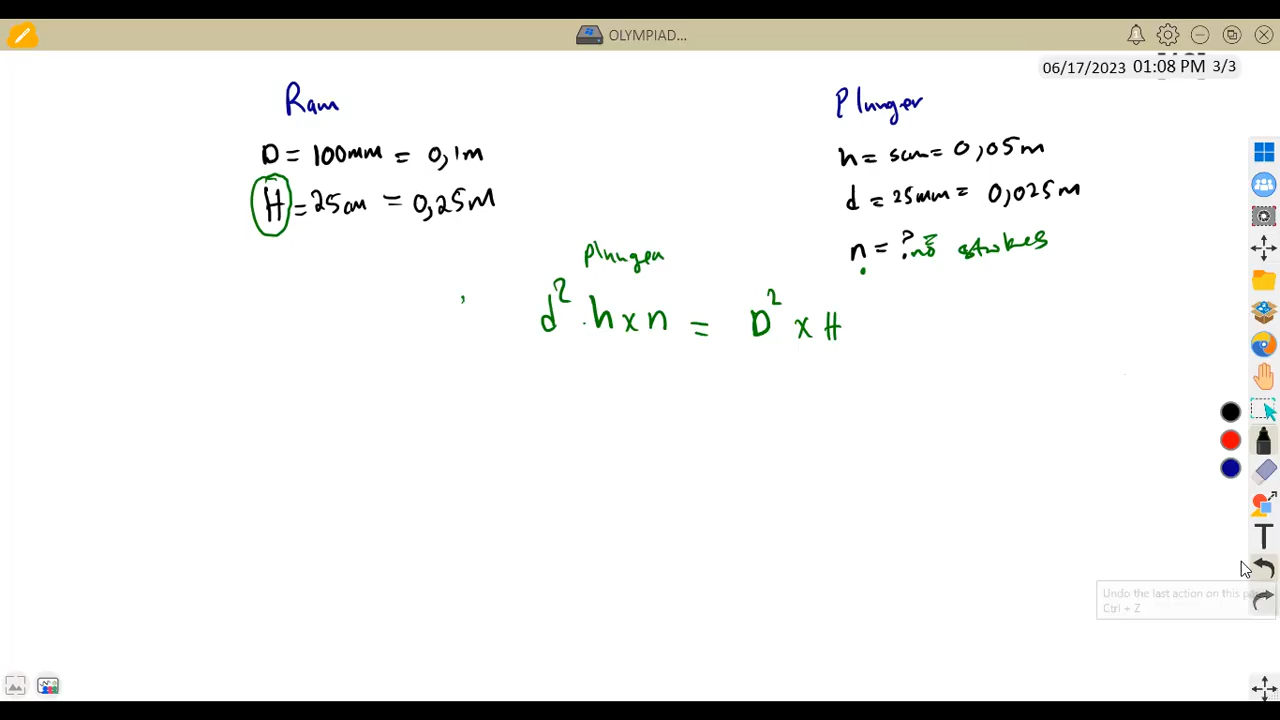 OLYMPIAD...
06/17/2023 01:08 PM 3/3
Ram
Plunger
D = 100mm = 0,1m
h = 5cm = 0,05m
H = 25cm = 0,25m
d = 25mm = 0,025m
n = ? no strokes
Plunger
d² . h x n = D² x H
T
Undo the last action on this pa
Ctrl + Z